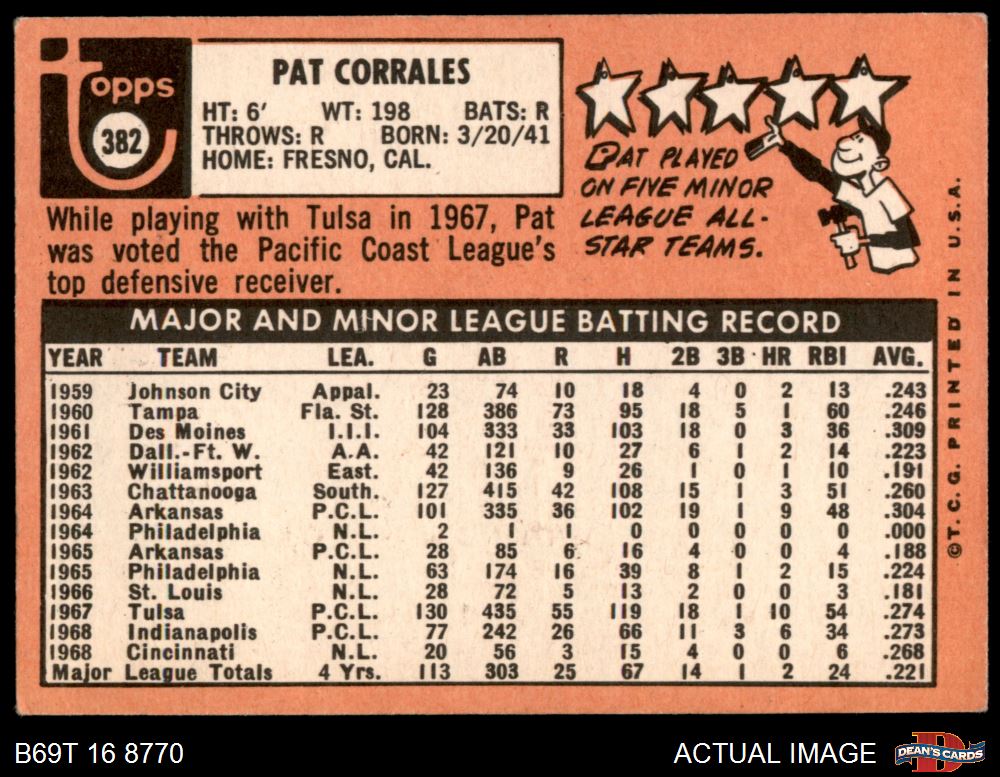 topps
382
PAT CORRALES
HT: 6' WT: 198 BATS: R
THROWS: R BORN: 3/20/41
HOME: FRESNO, CAL.
While playing with Tulsa in 1967, Pat
was voted the Pacific Coast League's
top defensive receiver.
PAT PLAYED
ON FIVE MINOR
LEAGUE ALL-
STAR TEAMS.
MAJOR AND MINOR LEAGUE BATTING RECORD
YEAR TEAM LEA. G AB R H 2B 3B HR RBI AVG.
1959 Johnson City Appal. 23 74 10 18 4 0 2 13 .243
1960 Tampa Fla. St. 128 386 73 95 18 5 1 60 .246
1961 Des Moines I.I.I. 104 333 33 103 18 0 3 36 .309
1962 Dall.-Ft. W. A.A. 42 121 10 27 6 1 2 14 .223
1962 Williamsport East. 42 136 9 26 1 0 1 10 .191
1963 Chattanooga South. 127 415 42 108 15 1 3 51 .260
1964 Arkansas P.C.L. 101 335 36 102 19 1 9 48 .304
1964 Philadelphia N.L. 2 1 1 0 0 0 0 0 .000
1965 Arkansas P.C.L. 28 85 6 16 4 0 0 4 .188
1965 Philadelphia N.L. 63 174 16 39 8 1 2 15 .224
1966 St. Louis N.L. 28 72 5 13 2 0 0 3 .181
1967 Tulsa P.C.L. 130 435 55 119 18 1 10 54 .274
1968 Indianapolis P.C.L. 77 242 26 66 11 3 6 34 .273
1968 Cincinnati N.L. 20 56 3 15 4 0 0 6 .268
Major League Totals 4 Yrs. 113 303 25 67 14 1 2 24 .221
©T.C.G. PRINTED IN U.S.A.
B69T 16 8770
ACTUAL IMAGE
DEAN'S CARDS